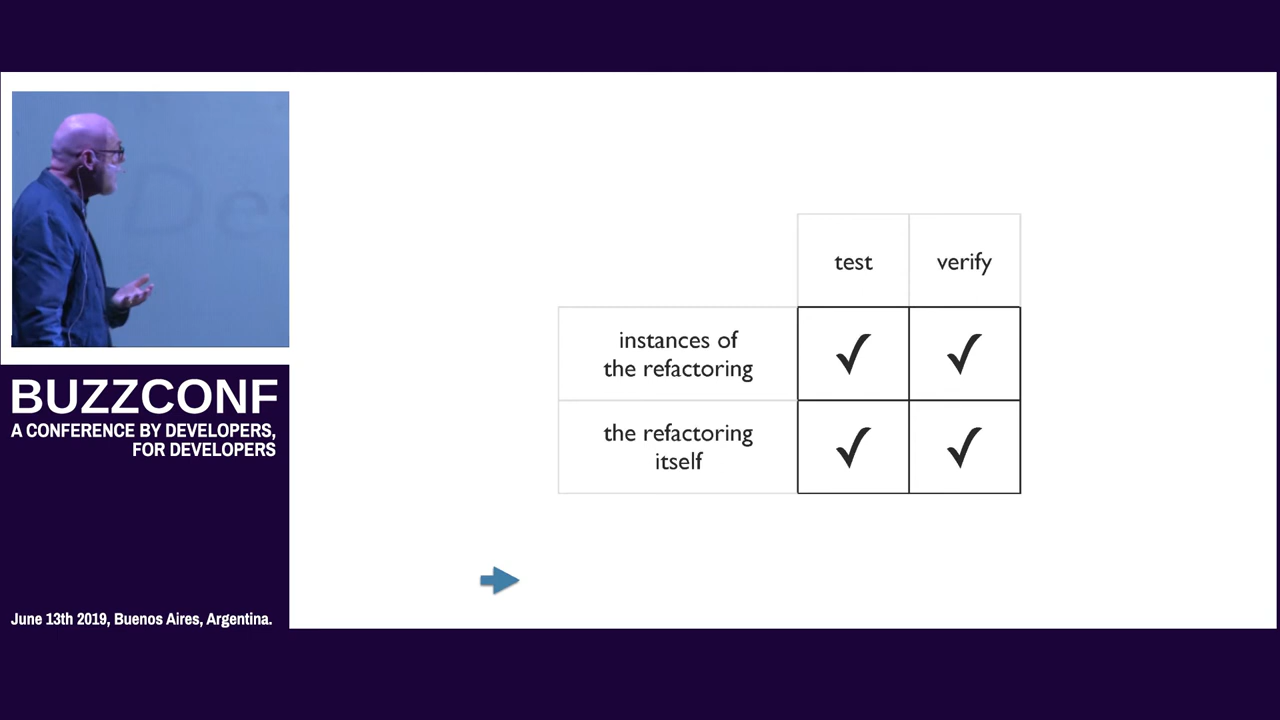 Des
test verify
instances of
the refactoring
✓ ✓
the refactoring
itself
✓ ✓
BUZZCONF
A CONFERENCE BY DEVELOPERS,
FOR DEVELOPERS
June 13th 2019, Buenos Aires, Argentina.